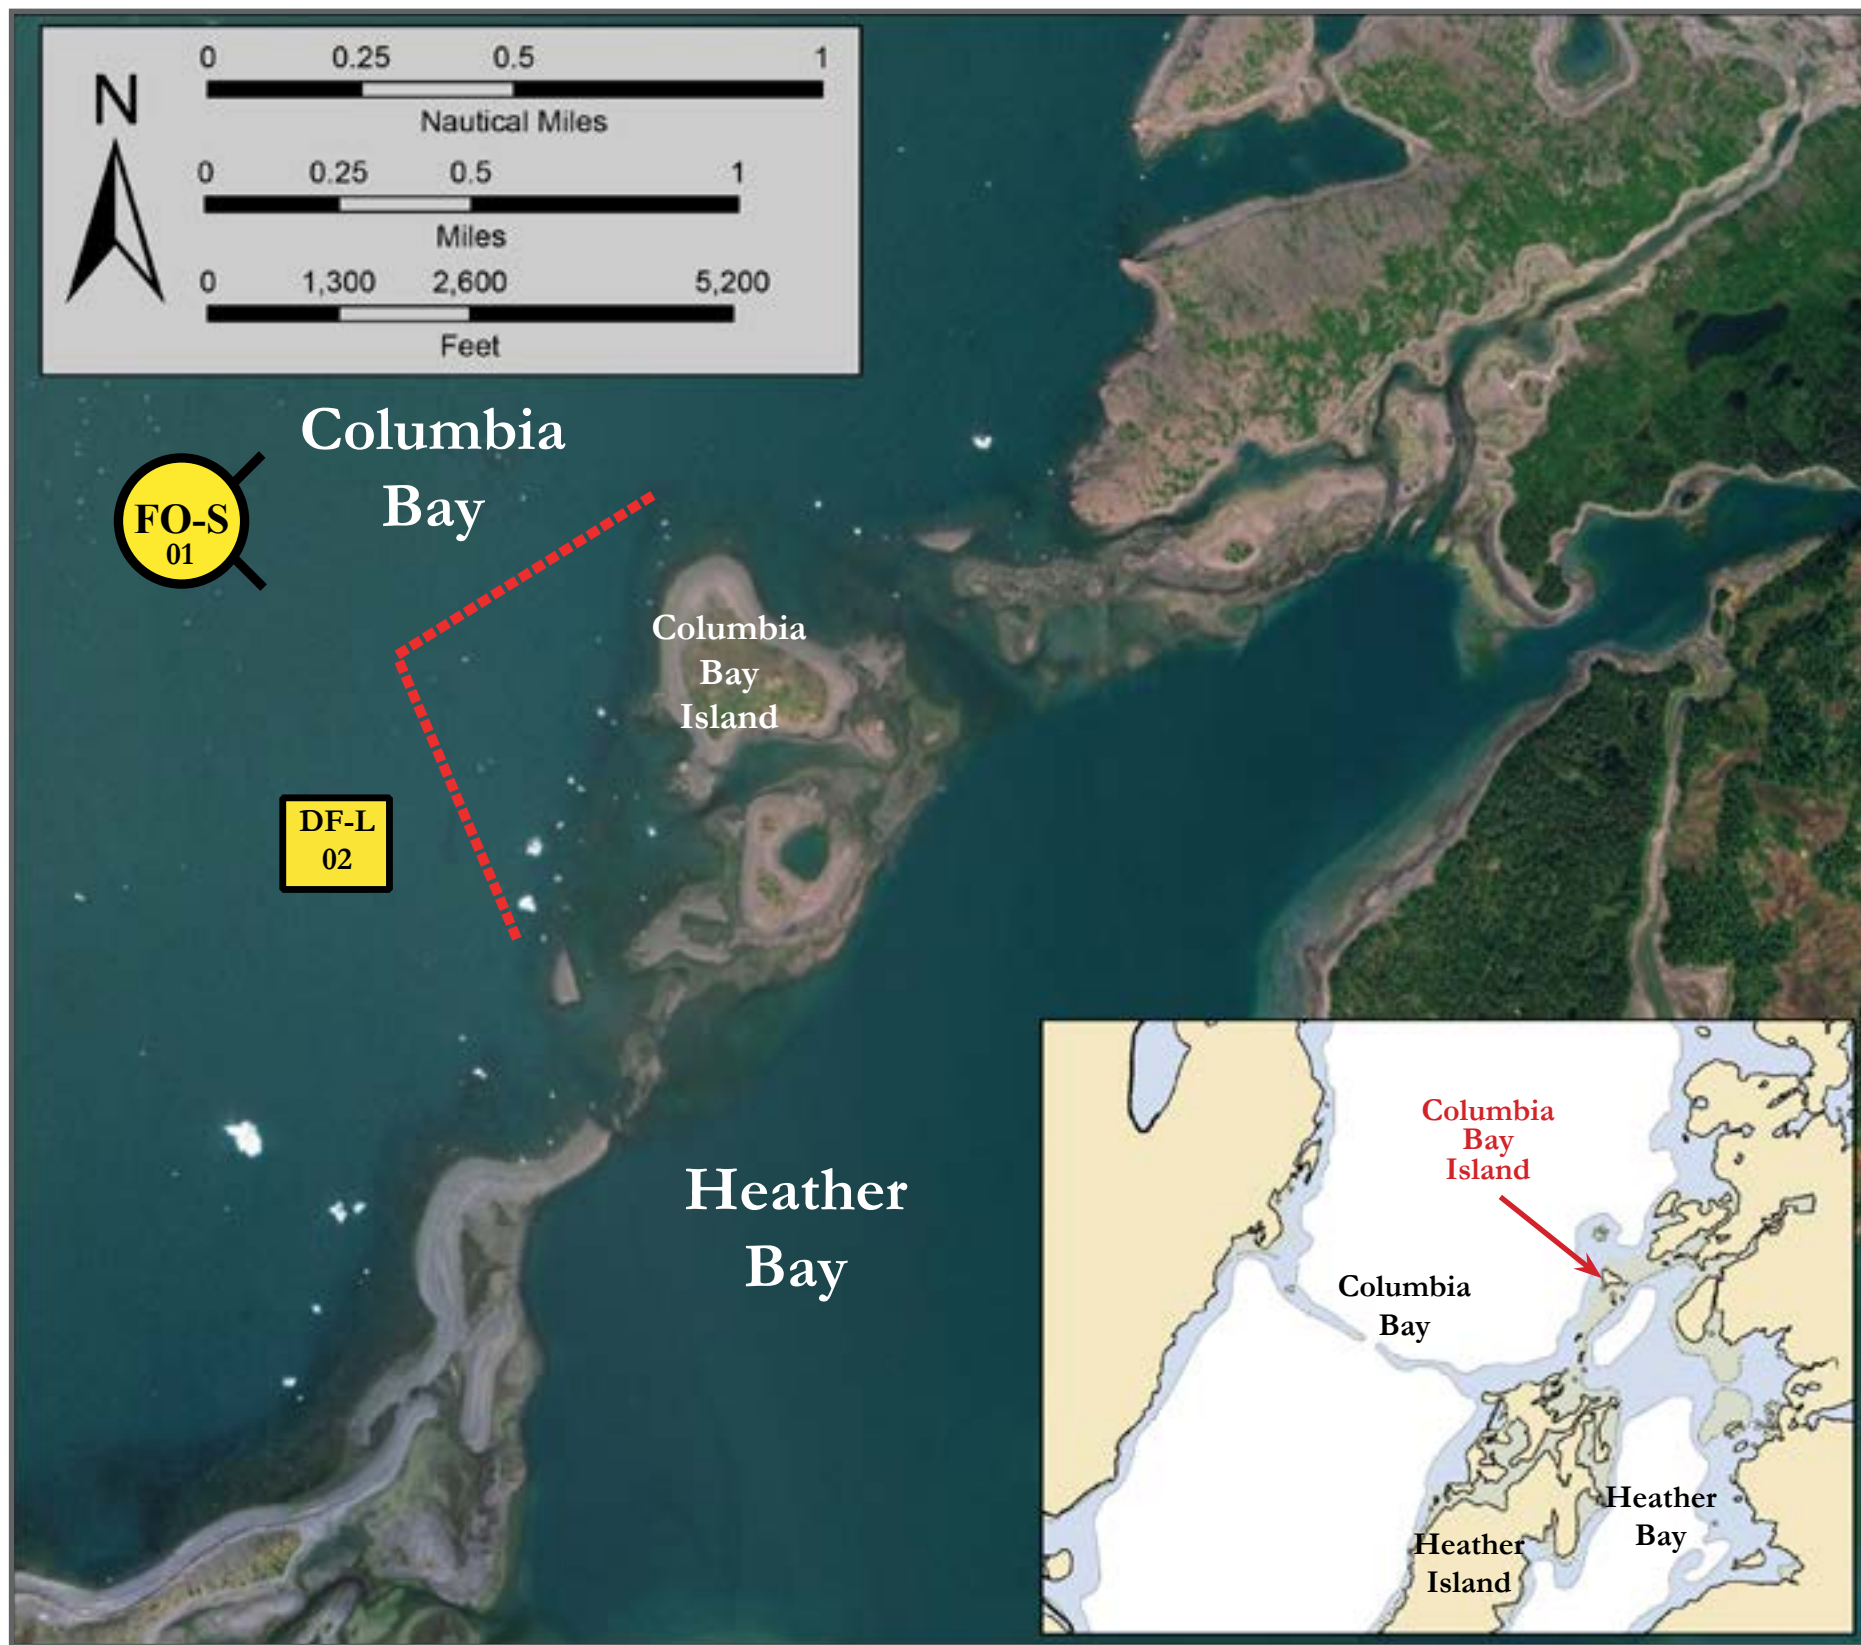 N
0 0.25 0.5 1
Nautical Miles
0 0.25 0.5 1
Miles
0 1,300 2,600 5,200
Feet
Columbia
Bay
FO-S
01
Columbia
Bay
Island
DF-L
02
Heather
Bay
Columbia
Bay
Island
Columbia
Bay
Heather
Bay
Heather
Island